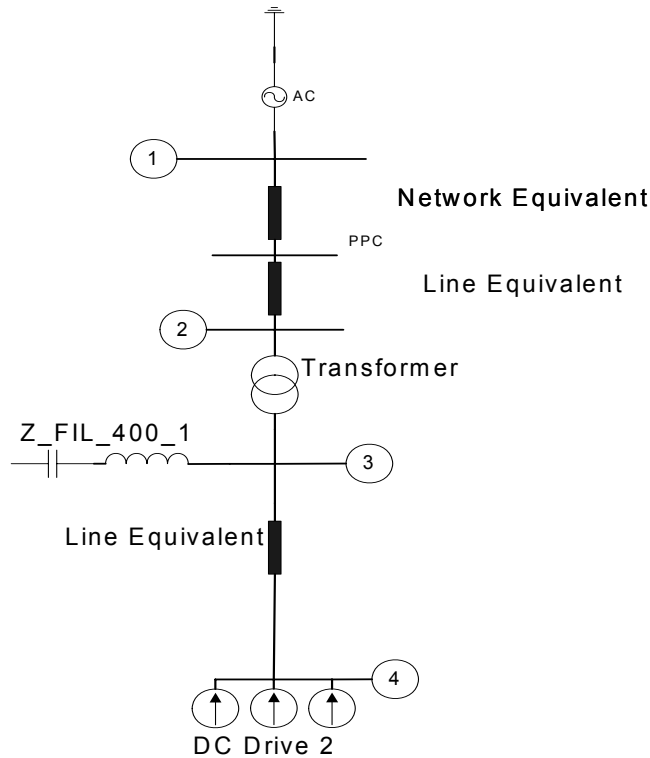 AC
1
Network Equivalent
PPC
Line Equivalent
2
Transformer
Z_FIL_400_1
3
Line Equivalent
4
DC Drive 2